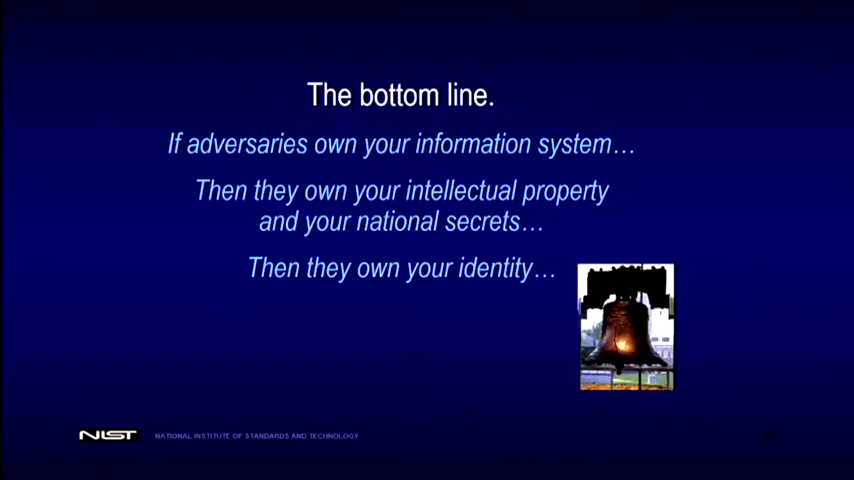 The bottom line.
If adversaries own your information system…
Then they own your intellectual property
and your national secrets…
Then they own your identity…
NIST
NATIONAL INSTITUTE OF STANDARDS AND TECHNOLOGY